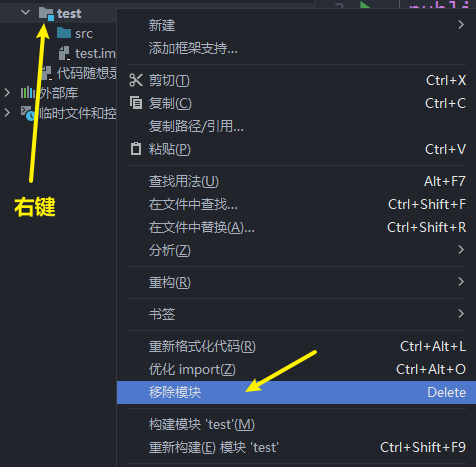 test
src
test.im
代码随想录
外部库
临时文件和控
右键
publi
新建
添加框架支持...
剪切(T) Ctrl+X
复制(C) Ctrl+C
复制路径/引用...
粘贴(P) Ctrl+V
查找用法(U) Alt+F7
在文件中查找... Ctrl+Shift+F
在文件中替换(A)... Ctrl+Shift+R
分析(Z)
重构(R)
书签
重新格式化代码(R) Ctrl+Alt+L
优化 import(Z) Ctrl+Alt+O
移除模块 Delete
构建模块 'test'(M)
重新构建(E) 模块 'test' Ctrl+Shift+F9